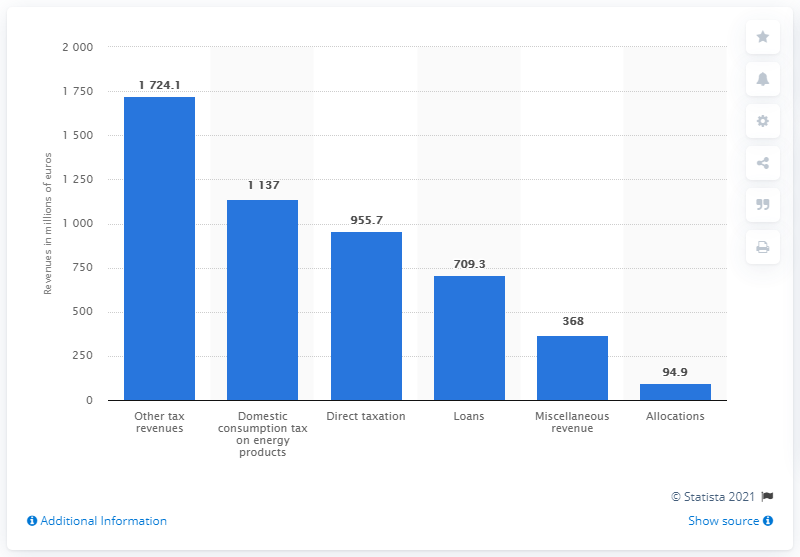 2 000
1 750
1 500
1 250
1 000
750
500
250
0
Revenues in millions of euros
1 724.1
1 137
955.7
709.3
368
94.9
Other tax
revenues
Domestic
consumption tax
on energy
products
Direct taxation
Loans
Miscellaneous
revenue
Allocations
© Statista 2021
Additional Information
Show source